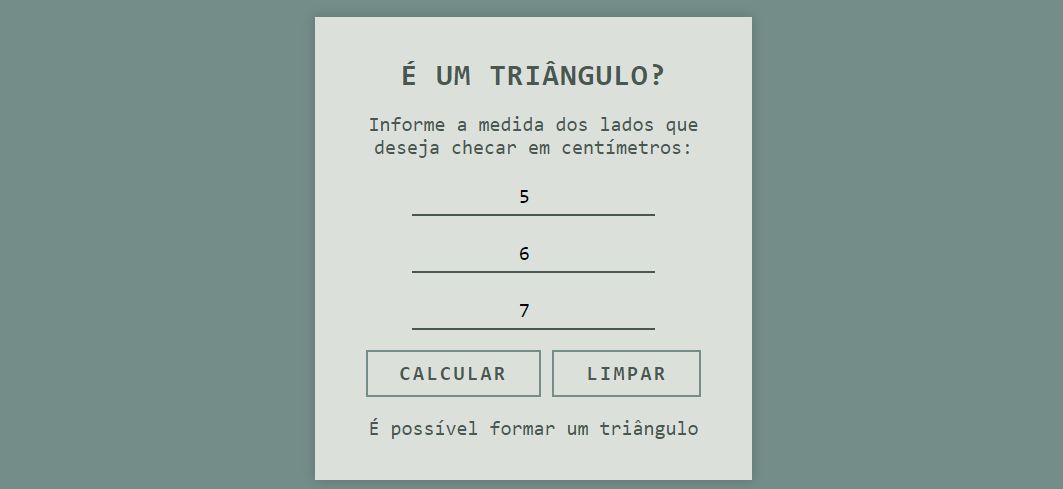 É UM TRIÂNGULO?
Informe a medida dos lados que
deseja checar em centímetros:
5
6
7
CALCULAR LIMPAR
É possível formar um triângulo